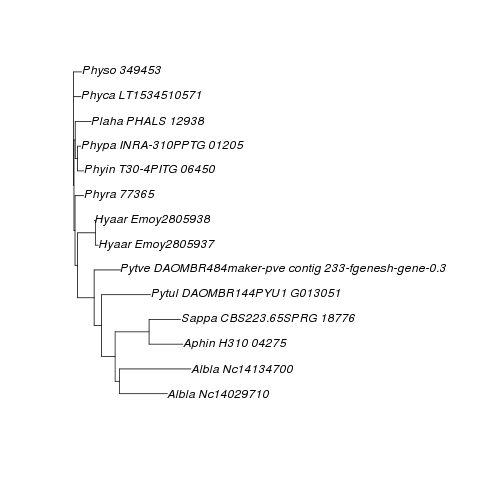 Physo 349453
Phyca LT1534510571
Plaha PHALS 12938
Phypa INRA-310PPTG 01205
Phyin T30-4PITG 06450
Phyra 77365
Hyaar Emoy2805938
Hyaar Emoy2805937
Pytve DAOMBR484maker-pve contig 233-fgenesh-gene-0.3
Pytul DAOMBR144PYU1 G013051
Sappa CBS223.65SPRG 18776
Aphin H310 04275
Albla Nc14134700
Albla Nc14029710